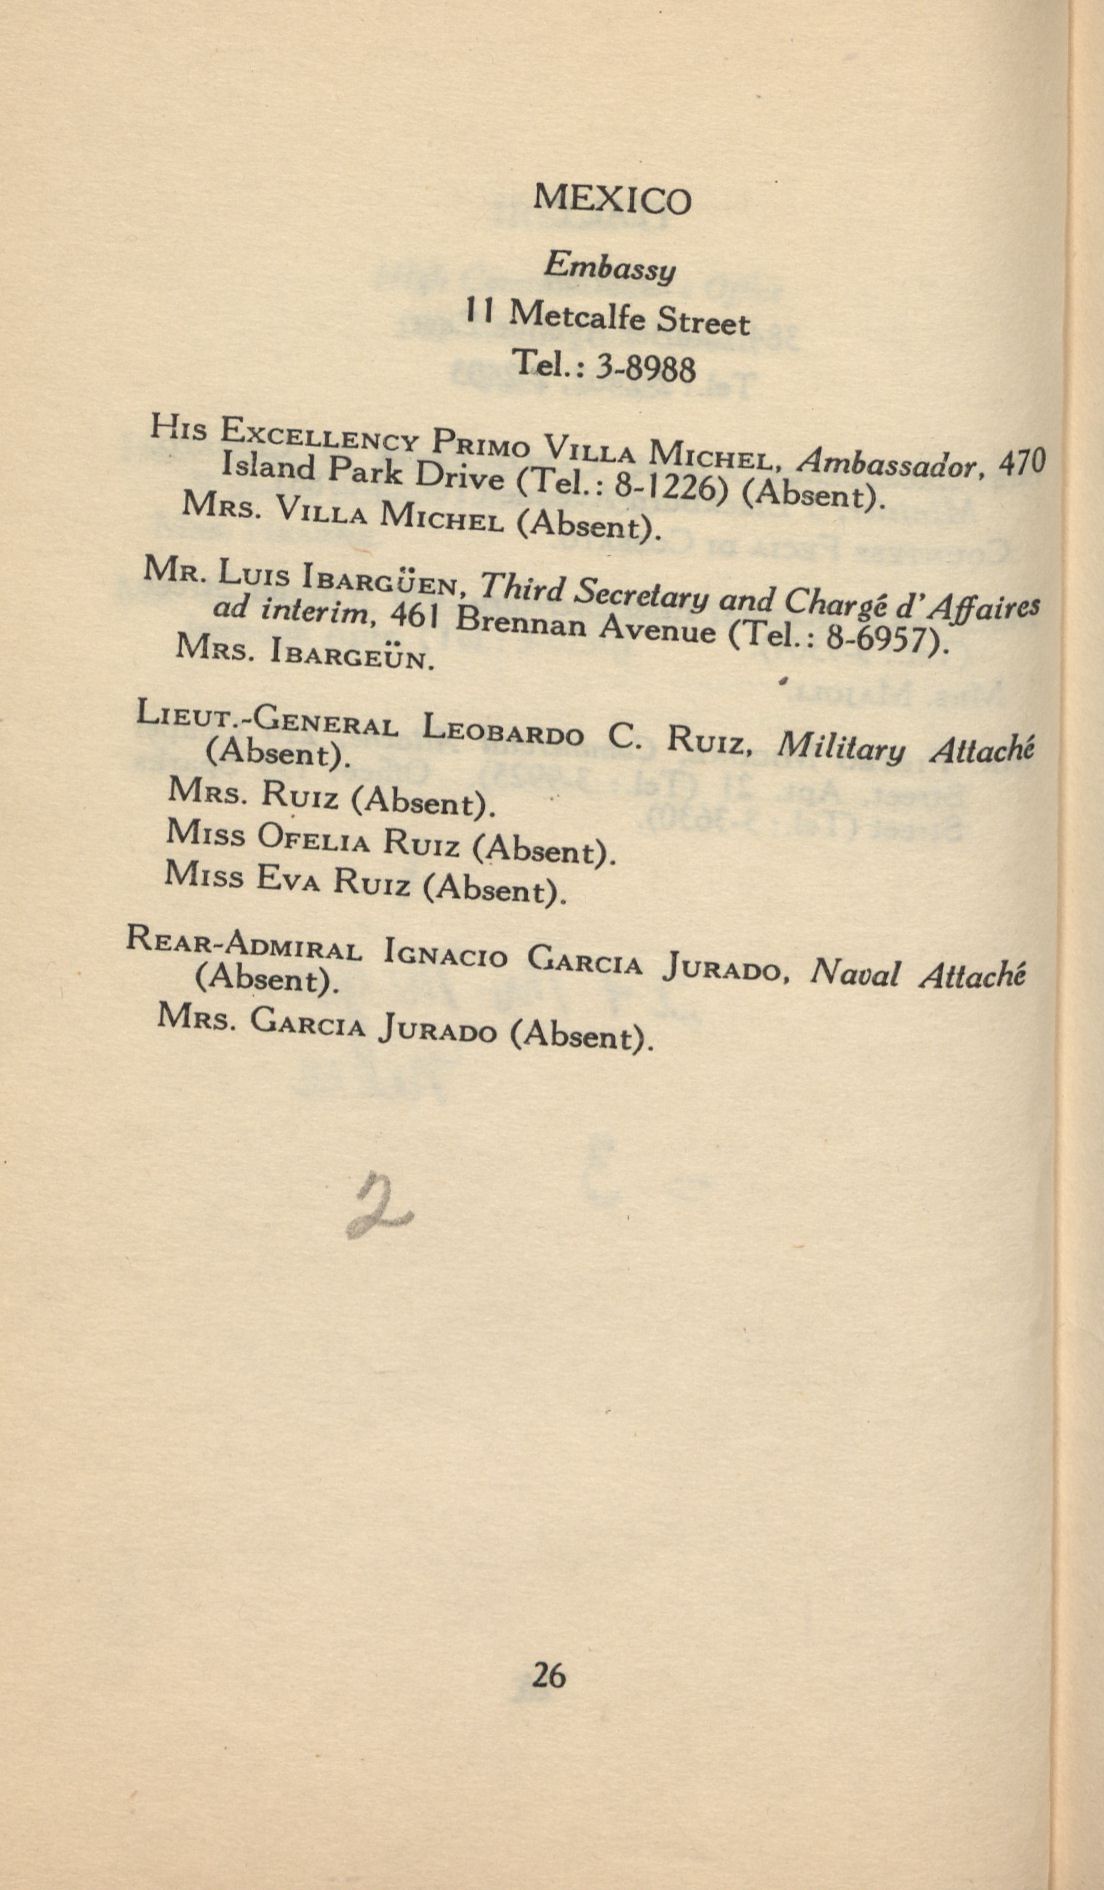 MEXICO
Embassy
11 Metcalfe Street
Tel.: 3-8988
HIS EXCELLENCY PRIMO VILLA MICHEL, Ambassador, 470
Island Park Drive (Tel.: 8-1226) (Absent).
MRS. VILLA MICHEL (Absent).
MR. LUIS IBARGÜEN, Third Secretary and Chargé d'Affaires
ad interim, 461 Brennan Avenue (Tel.: 8-6957).
MRS. IBARGEÜN.
LIEUT.-GENERAL LEOBARDO C. RUIZ, Military Attaché
(Absent).
MRS. RUIZ (Absent).
MISS OFELIA RUIZ (Absent).
MISS EVA RUIZ (Absent).
REAR-ADMIRAL IGNACIO GARCIA JURADO, Naval Attaché
(Absent).
MRS. GARCIA JURADO (Absent).
2
26